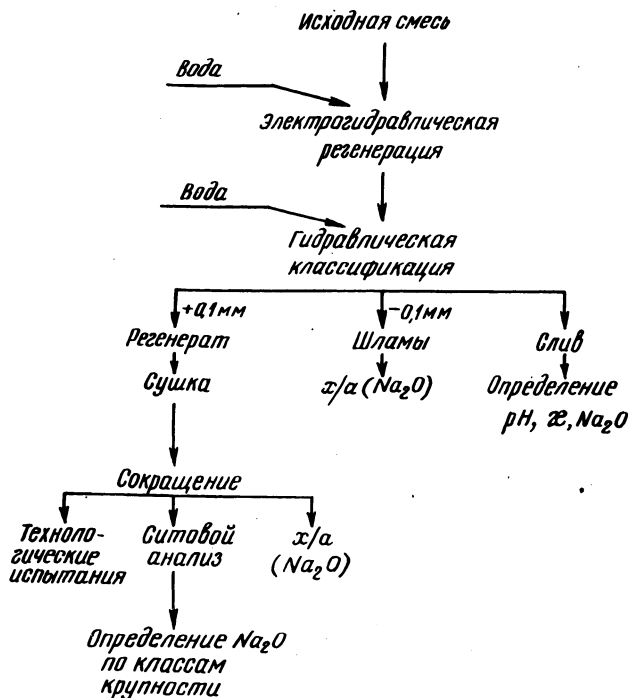 Исходная смесь
Вода
Электрогидравлическая
регенерация
Вода
Гидравлическая
классификация
+0,1мм
−0,1мм
Регенерат
Шламы
Слив
Сушка
х/а (Na₂O)
Определение
pH, æ, Na₂O
Сокращение
Техноло-
гические
испытания
Ситовой
анализ
х/а
(Na₂O)
Определение Na₂O
по классам
крупности